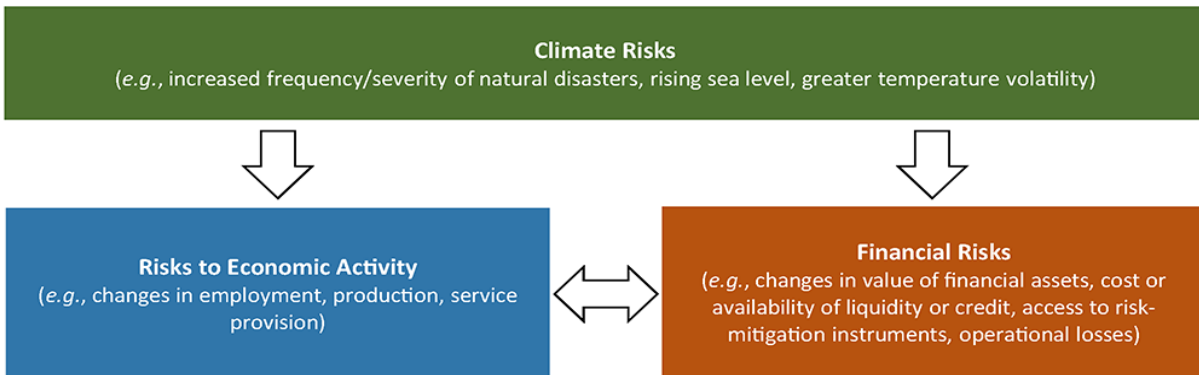 Climate Risks
(e.g., increased frequency/severity of natural disasters, rising sea level, greater temperature volatility)
Risks to Economic Activity
(e.g., changes in employment, production, service
provision)
Financial Risks
(e.g., changes in value of financial assets, cost or
availability of liquidity or credit, access to risk-
mitigation instruments, operational losses)